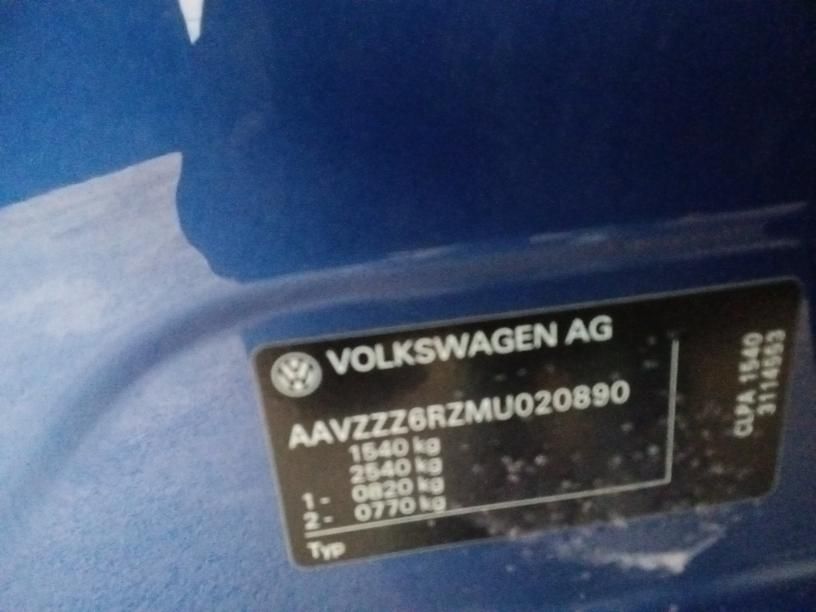 VOLKSWAGEN AG
AAVZZZ6RZMU020890
1540 kg
2540 kg
1- 0820 kg
2- 0770 kg
Typ
CLPA 1540
3114553